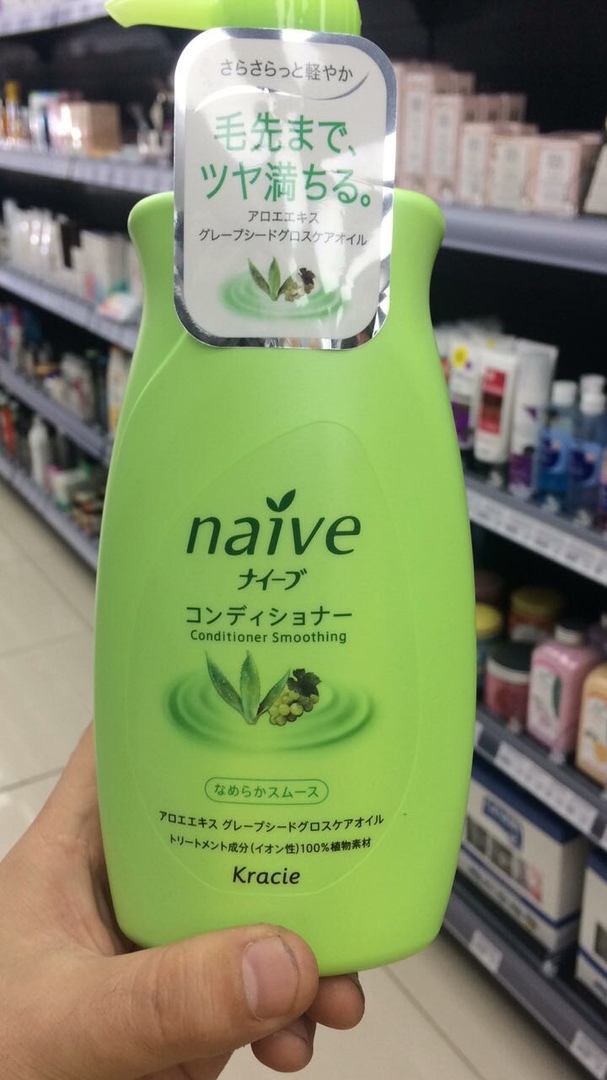 さらさらっと軽やか
毛先まで、
ツヤ満ちる。
アロエエキス
グレープシードグロスケアオイル
naïve
ナイーブ
コンディショナー
Conditioner Smoothing
なめらかスムース
アロエエキス グレープシードグロスケアオイル
トリートメント成分(イオン性)100%植物素材
Kracie